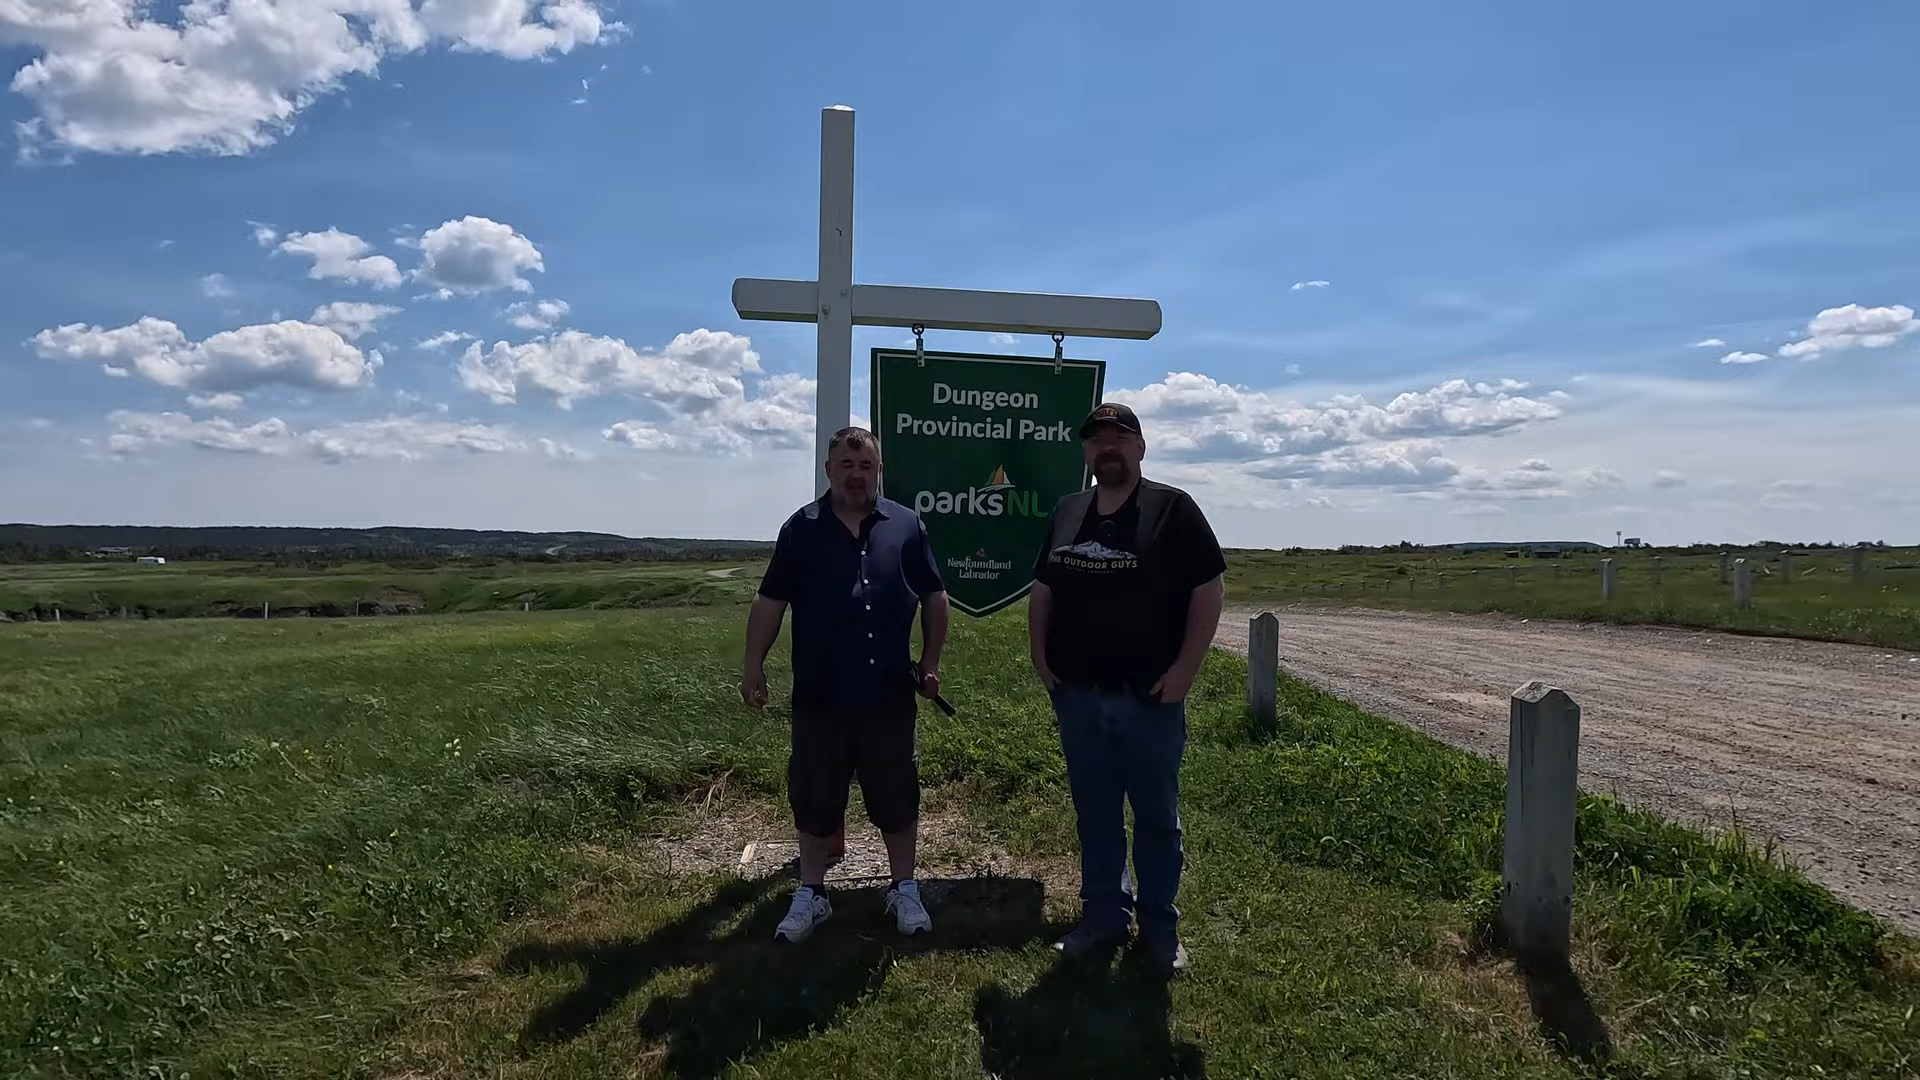 Dungeon
Provincial Park
parksNL
Newfoundland
Labrador
THE OUTDOOR GUYS